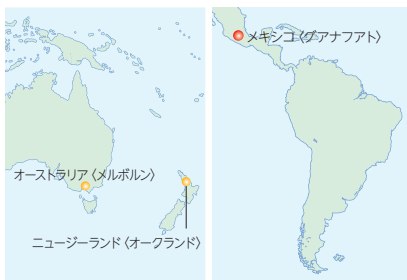 メキシコ〈グアナフアト〉
オーストラリア〈メルボルン〉
ニュージーランド〈オークランド〉